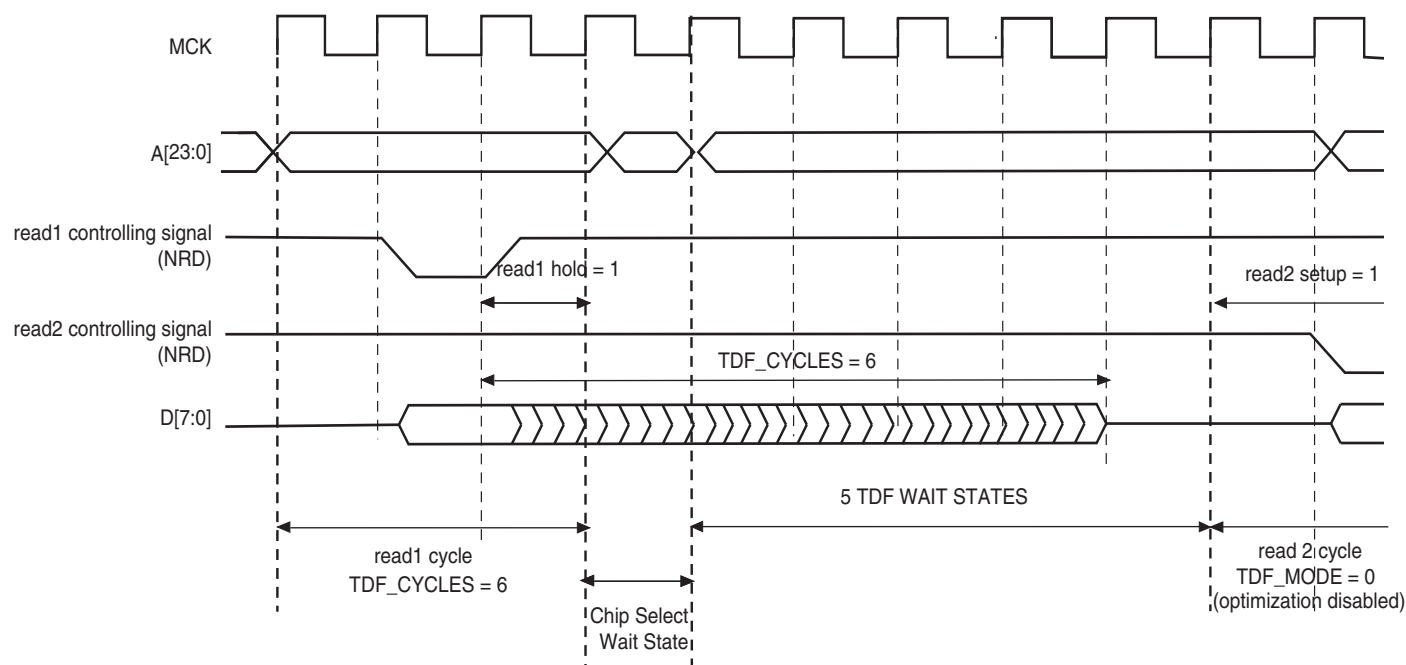 MCK
A[23:0]
read1 controlling signal
(NRD)
read1 hold = 1
read2 setup = 1
read2 controlling signal
(NRD)
TDF_CYCLES = 6
D[7:0]
5 TDF WAIT STATES
read1 cycle
TDF_CYCLES = 6
Chip Select
Wait State
read 2 cycle
TDF_MODE = 0
(optimization disabled)